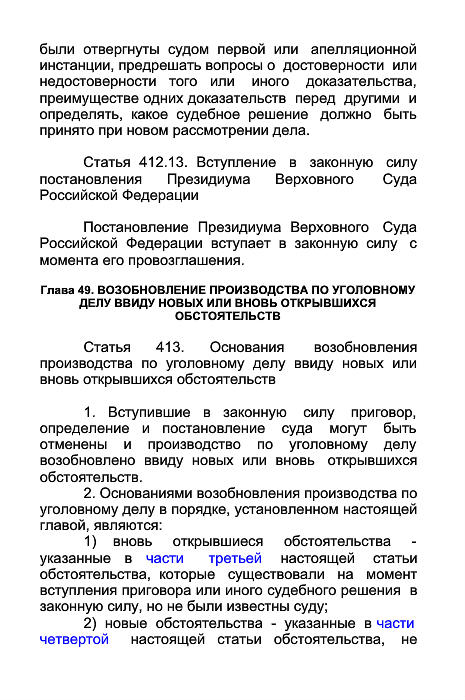 были отвергнуты судом первой или апелляционной
инстанции, предрешать вопросы о достоверности или
недостоверности того или иного доказательства,
преимуществе одних доказательств перед другими и
определять, какое судебное решение должно быть
принято при новом рассмотрении дела.
Статья 412.13. Вступление в законную силу
постановления Президиума Верховного Суда
Российской Федерации
Постановление Президиума Верховного Суда
Российской Федерации вступает в законную силу с
момента его провозглашения.
Глава 49. ВОЗОБНОВЛЕНИЕ ПРОИЗВОДСТВА ПО УГОЛОВНОМУ
ДЕЛУ ВВИДУ НОВЫХ ИЛИ ВНОВЬ ОТКРЫВШИХСЯ
ОБСТОЯТЕЛЬСТВ
Статья 413. Основания возобновления
производства по уголовному делу ввиду новых или
вновь открывшихся обстоятельств
1. Вступившие в законную силу приговор,
определение и постановление суда могут быть
отменены и производство по уголовному делу
возобновлено ввиду новых или вновь открывшихся
обстоятельств.
2. Основаниями возобновления производства по
уголовному делу в порядке, установленном настоящей
главой, являются:
1) вновь открывшиеся обстоятельства -
указанные в части третьей настоящей статьи
обстоятельства, которые существовали на момент
вступления приговора или иного судебного решения в
законную силу, но не были известны суду;
2) новые обстоятельства - указанные в части
четвертой настоящей статьи обстоятельства, не